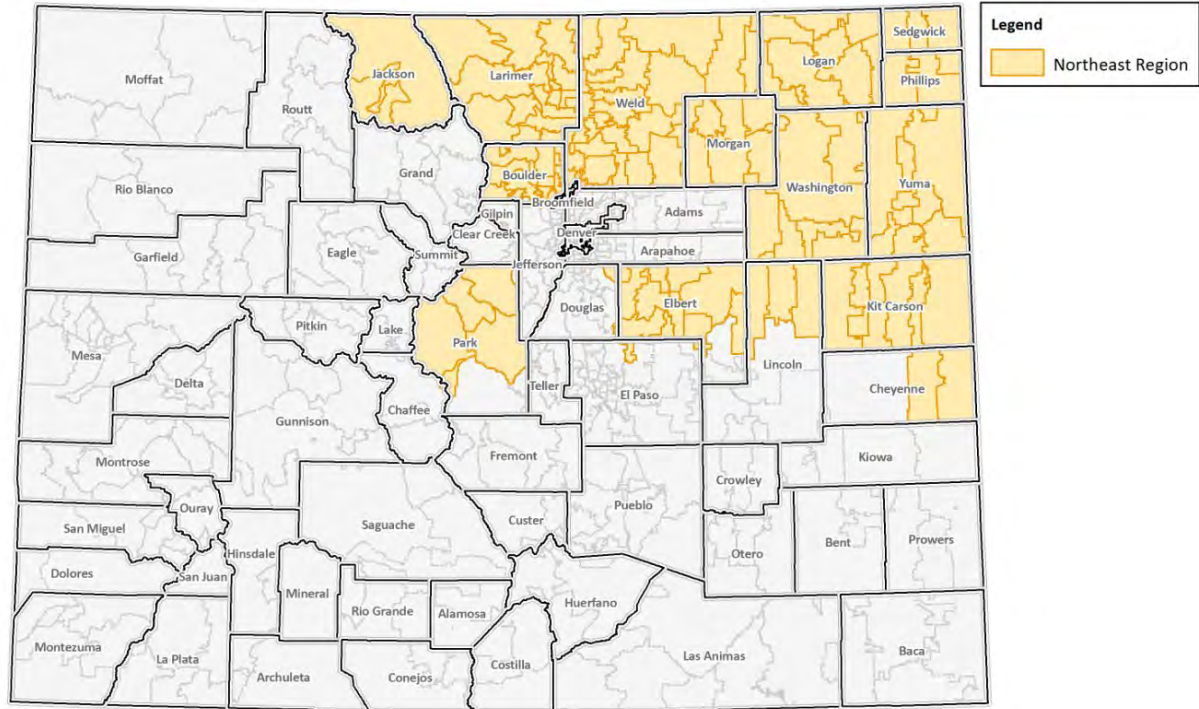 Legend
Northeast Region
Sedgwick
Logan
Phillips
Moffat
Jackson
Larimer
Weld
Routt
Morgan
Grand
Boulder
Washington
Yuma
Rio Blanco
Broomfield
Gilpin
Adams
Clear Creek
Denver
Eagle
Summit
Arapahoe
Garfield
Jefferson
Douglas
Elbert
Kit Carson
Pitkin
Lake
Park
Mesa
Lincoln
Delta
Teller
Cheyenne
El Paso
Chaffee
Gunnison
Fremont
Kiowa
Montrose
Crowley
Ouray
Pueblo
San Miguel
Saguache
Custer
Hinsdale
Otero
Bent
Prowers
Dolores
San Juan
Mineral
Rio Grande
Alamosa
Huerfano
Montezuma
La Plata
Las Animas
Baca
Costilla
Archuleta
Conejos